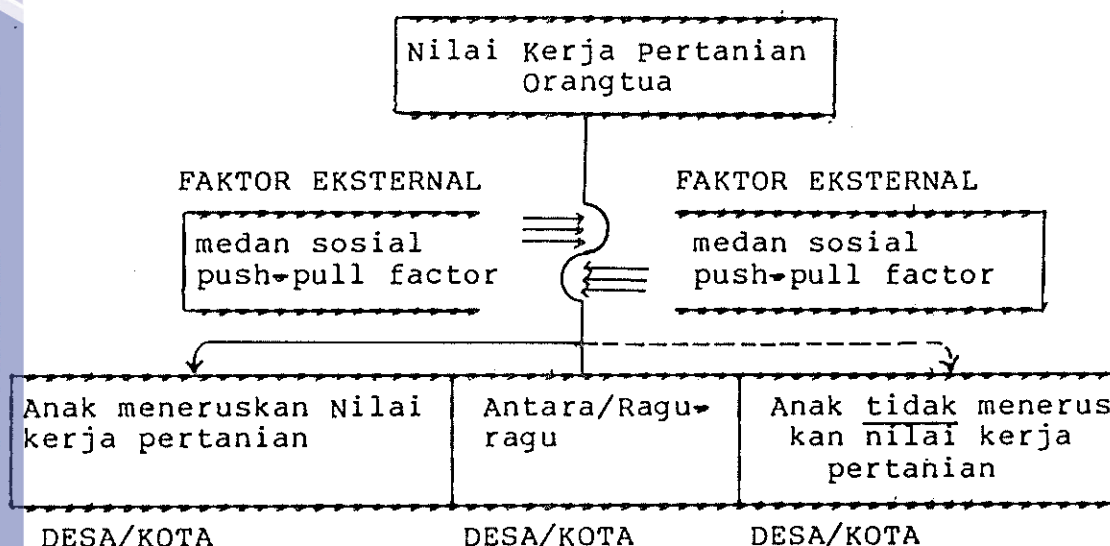 Nilai Kerja Pertanian
Orangtua
FAKTOR EKSTERNAL
medan sosial
push-pull factor
FAKTOR EKSTERNAL
medan sosial
push-pull factor
Anak meneruskan Nilai
kerja pertanian
Antara/Ragu-
ragu
Anak tidak menerus
kan nilai kerja
pertanian
DESA/KOTA
DESA/KOTA
DESA/KOTA